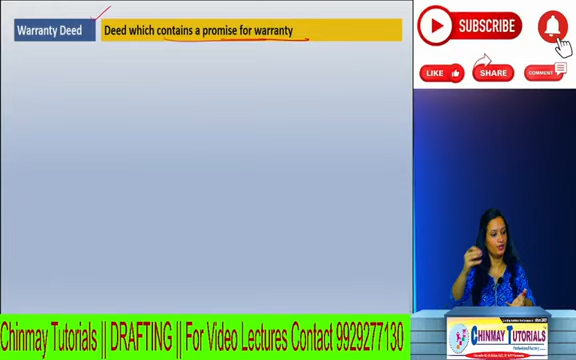 Warranty Deed
Deed which contains a promise for warranty
SUBSCRIBE
LIKE
SHARE
COMMENT
CHINMAY TUTORIALS
Chinmay Tutorials || DRAFTING || For Video Lectures Contact 9929277130